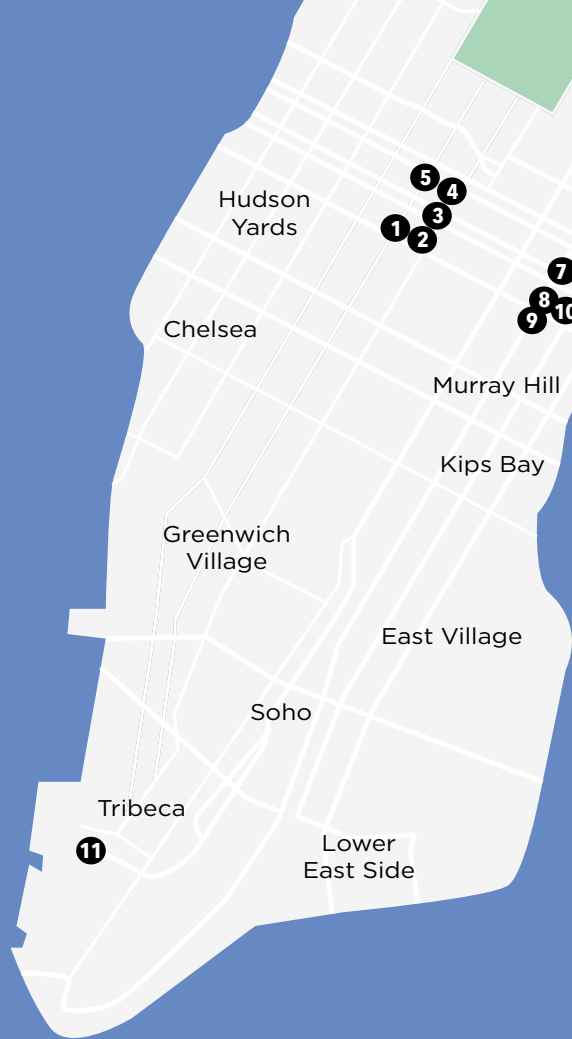 5
4
Hudson
Yards
3
1
2
7
8
10
9
Chelsea
Murray Hill
Kips Bay
Greenwich
Village
East Village
Soho
Tribeca
11
Lower
East Side